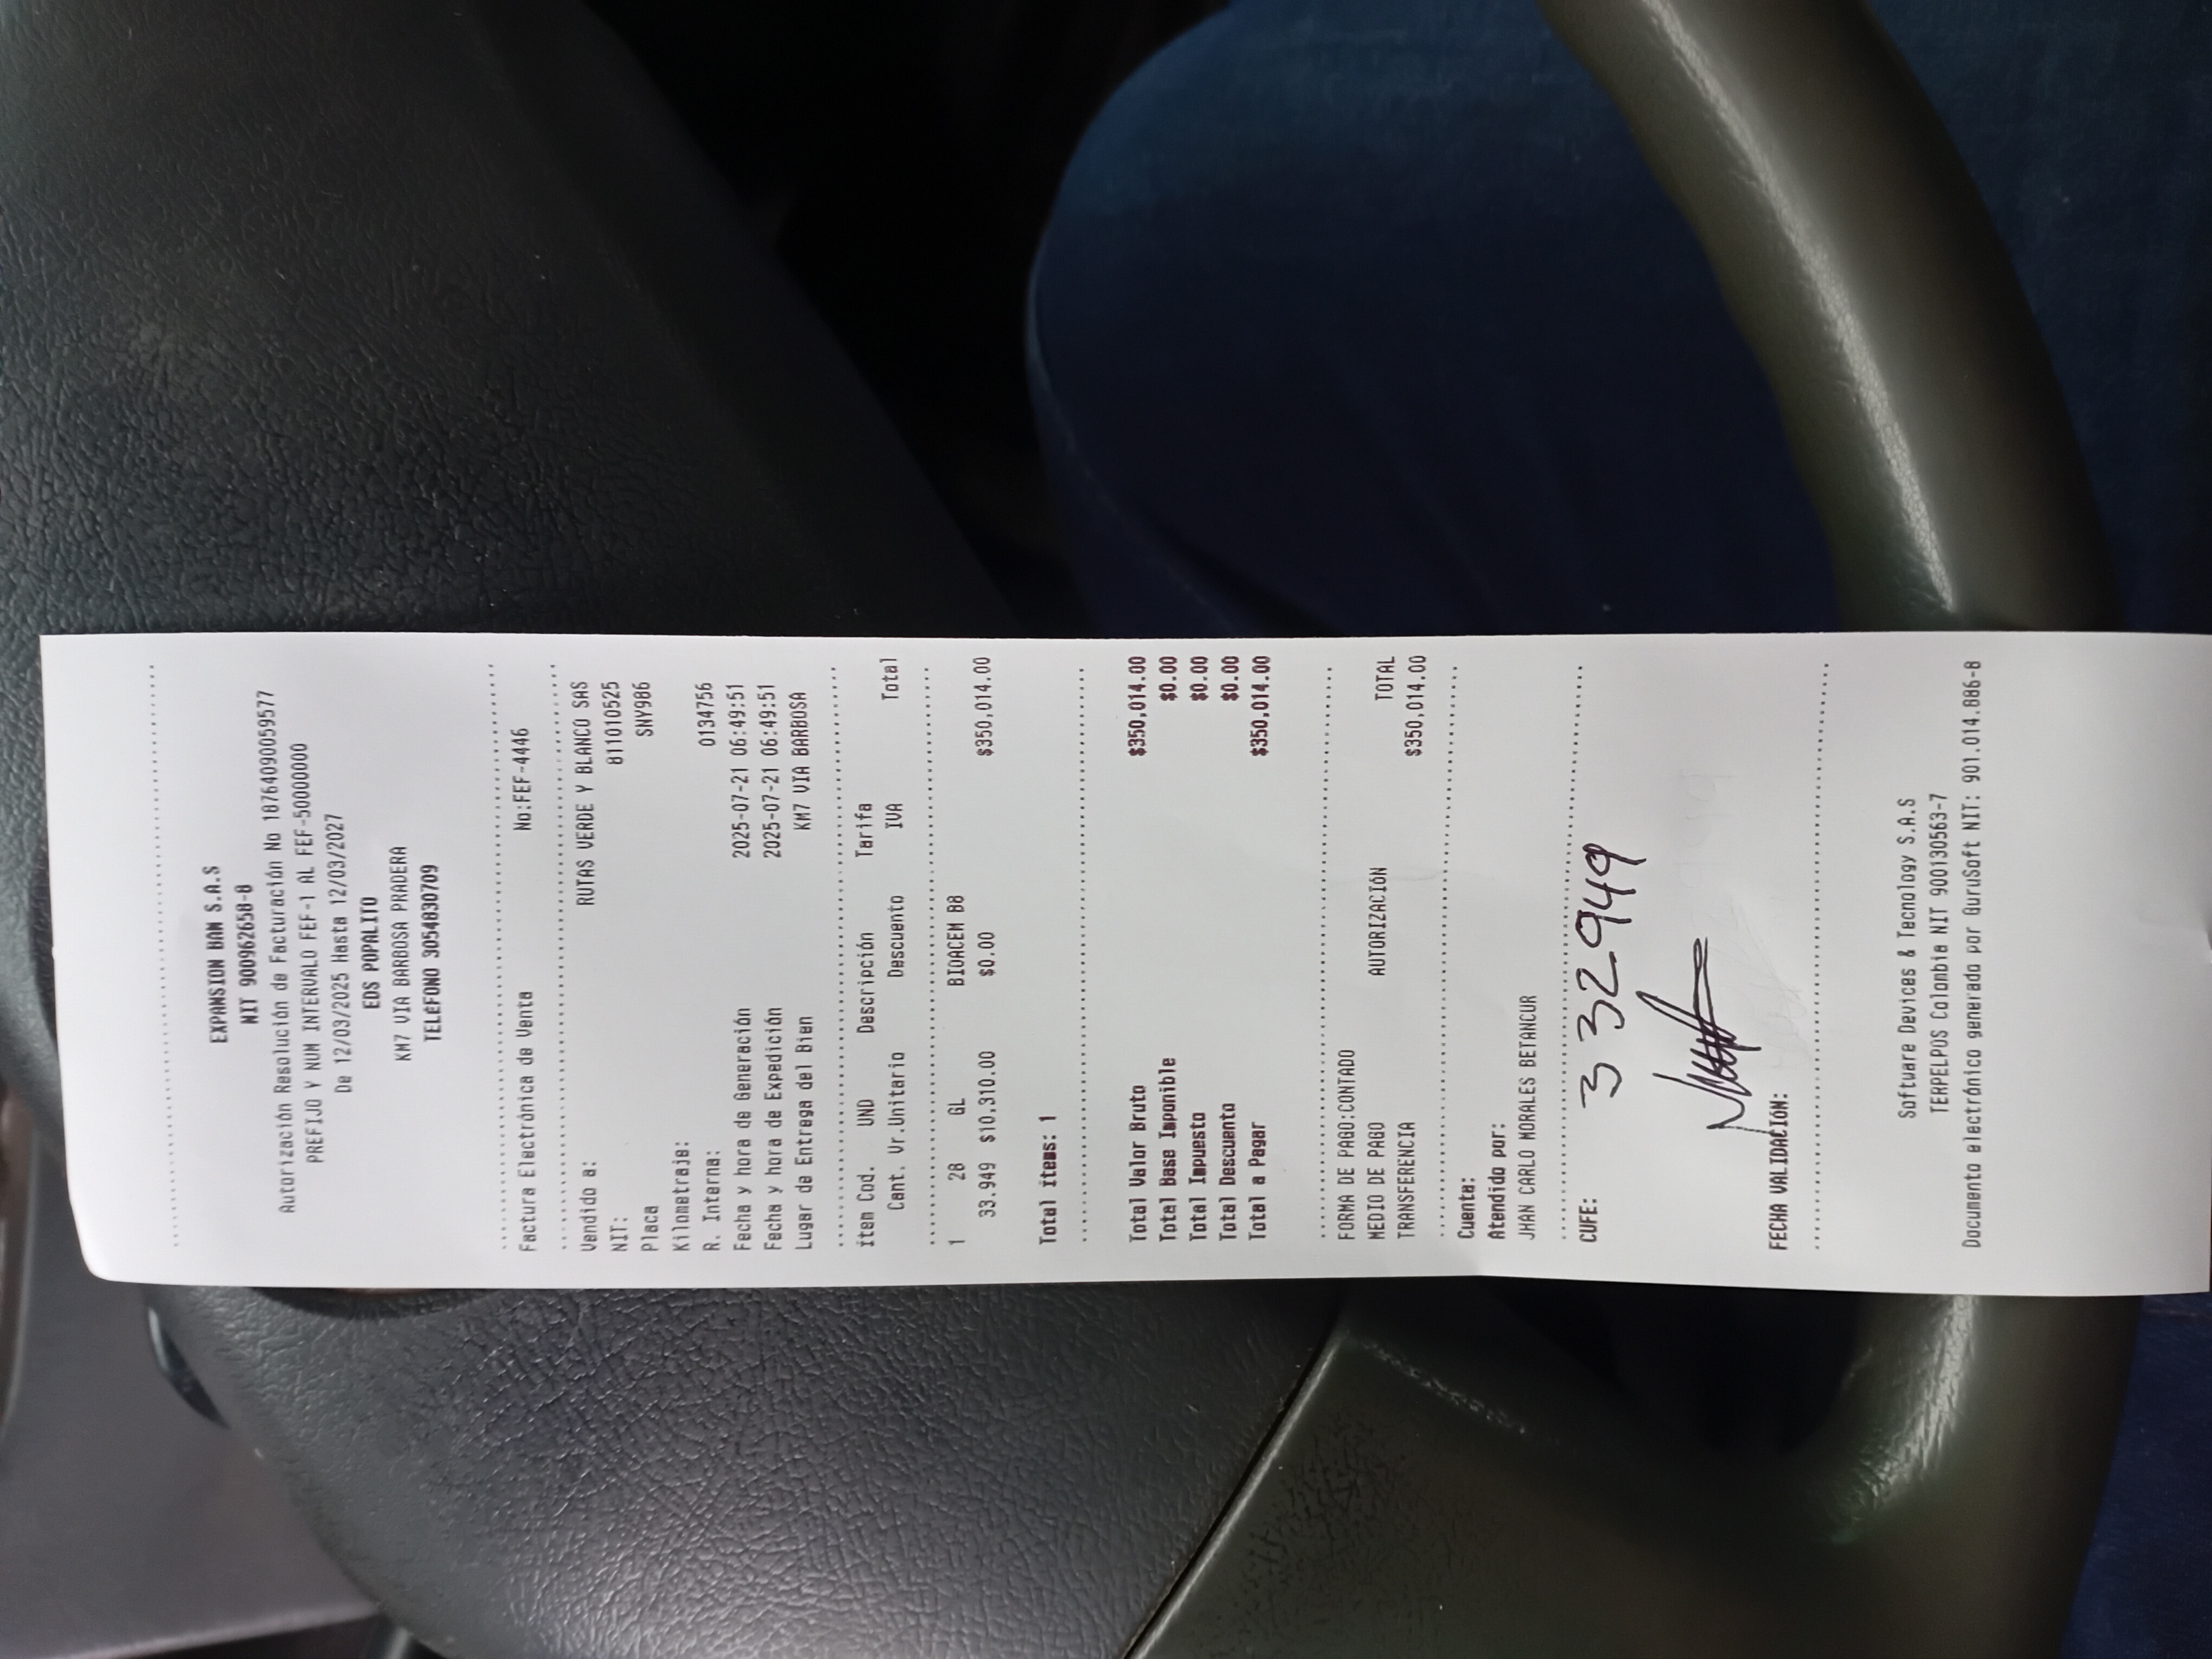 EXPANSION BAM S.A.S
NIT 900962658-8
Autorización Resolución de Facturación No 18764090059577
PREFIJO Y NUM INTERVALO FEF-1 AL FEF-5000000
De 12/03/2025 Hasta 12/03/2027
EDS POPALITO
KM7 VIA BARBOSA PRADERA
TELÉFONO 3054830709
Factura Electrónica de Venta No:FEF-4446
Vendido a: RUTAS VERDE Y BLANCO SAS
NIT: 811010525
Placa SNY986
Kilometraje:
R. Interna: 0134756
Fecha y hora de Generación 2025-07-21 06:49:51
Fecha y hora de Expedición 2025-07-21 06:49:51
Lugar de Entrega del Bien KM7 VIA BARBOSA
Ítem Cod. UND Descripción Tarifa
Cant. Vr.Unitario Descuento IVA Total
1 28 GL BIOACEM B8
33.949 $10,310.00 $0.00 $350,014.00
Total Ítems: 1
Total Valor Bruto $350,014.00
Total Base Imponible $0.00
Total Impuesto $0.00
Total Descuento $0.00
Total a Pagar $350,014.00
FORMA DE PAGO:CONTADO
MEDIO DE PAGO AUTORIZACIÓN TOTAL
TRANSFERENCIA $350,014.00
Cuenta:
Atendido por:
JHAN CARLO MORALES BETANCUR
CUFE: 332949
FECHA VALIDACIÓN:
Software Devices & Tecnology S.A.S
TERPELPOS Colombia NIT 900130563-7
Documento electrónico generado por GuruSoft NIT: 901.014.886-8